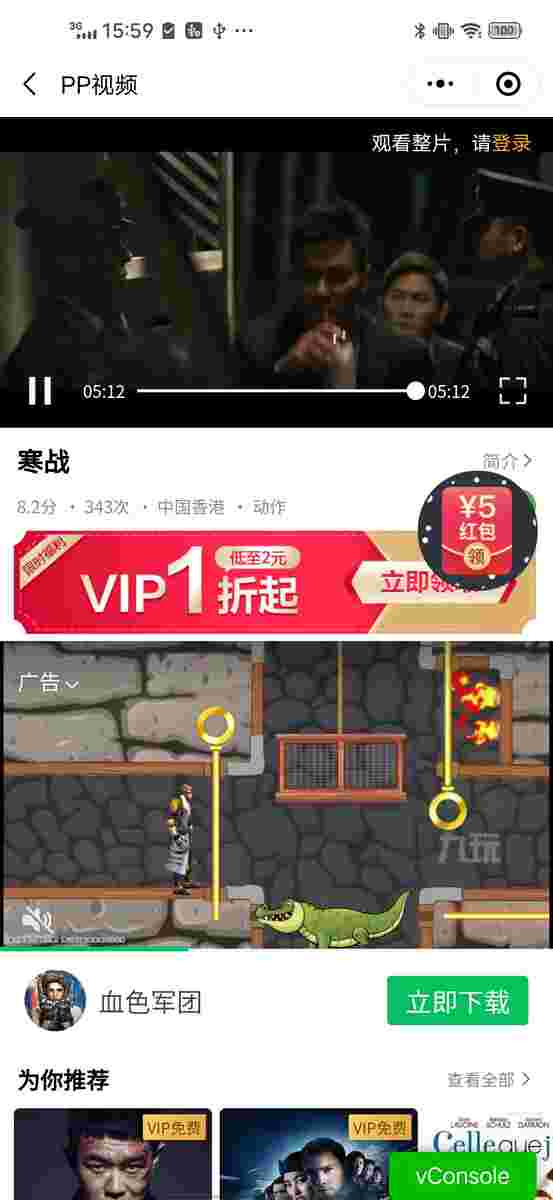 3G 15:59 100
PP视频
观看整片，请登录
05:12 05:12
寒战 简介
8.2分 · 343次 · 中国香港 · 动作
¥5
红包
领
限时福利
VIP1折起
低至2元
立即领
广告
九玩
血色军团 立即下载
为你推荐 查看全部
VIP免费 VIP免费
vConsole